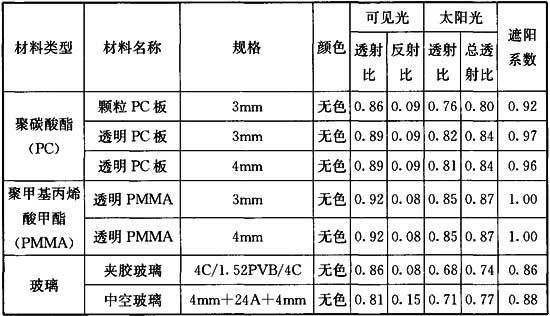 材料类型 材料名称 规格 颜色 可见光 太阳光 遮阳系数
透射比 反射比 透射比 总透射比
聚碳酸酯(PC) 颗粒 PC 板 3mm 无色 0.86 0.09 0.76 0.80 0.92
透明 PC 板 3mm 无色 0.89 0.09 0.82 0.84 0.97
透明 PC 板 4mm 无色 0.89 0.09 0.81 0.84 0.96
聚甲基丙烯酸甲酯(PMMA) 透明 PMMA 3mm 无色 0.92 0.08 0.85 0.87 1.00
透明 PMMA 4mm 无色 0.92 0.08 0.85 0.87 1.00
玻璃 夹胶玻璃 4C/1.52PVB/4C 无色 0.86 0.08 0.68 0.74 0.86
中空玻璃 4mm+24A+4mm 无色 0.81 0.15 0.71 0.77 0.88